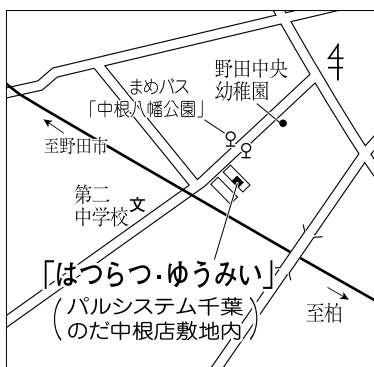 野田中央
幼稚園
まめバス
「中根八幡公園」
至野田市
第二
中学校
文
「はつらつ・ゆうみい」
(パルシステム千葉
のだ中根店敷地内)
至柏